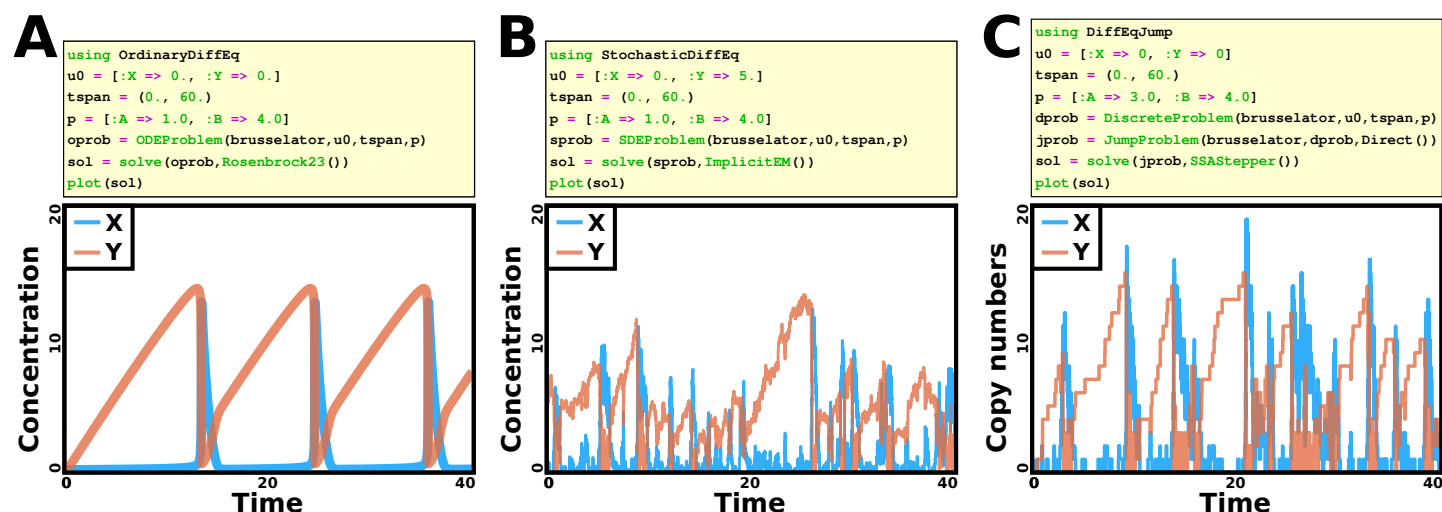 A
using OrdinaryDiffEq
u0 = [:X => 0., :Y => 0.]
tspan = (0., 60.)
p = [:A => 1.0, :B => 4.0]
oprob = ODEProblem(brusselator,u0,tspan,p)
sol = solve(oprob,Rosenbrock23())
plot(sol)
20
10
0
Concentration
X
Y
0
20
40
Time
B
using StochasticDiffEq
u0 = [:X => 0., :Y => 5.]
tspan = (0., 60.)
p = [:A => 1.0, :B => 4.0]
sprob = SDEProblem(brusselator,u0,tspan,p)
sol = solve(sprob,ImplicitEM())
plot(sol)
20
10
0
Concentration
X
Y
0
20
40
Time
C
using DiffEqJump
u0 = [:X => 0, :Y => 0]
tspan = (0., 60.)
p = [:A => 3.0, :B => 4.0]
dprob = DiscreteProblem(brusselator,u0,tspan,p)
jprob = JumpProblem(brusselator,dprob,Direct())
sol = solve(jprob,SSAStepper())
plot(sol)
20
10
0
Copy numbers
X
Y
0
20
40
Time